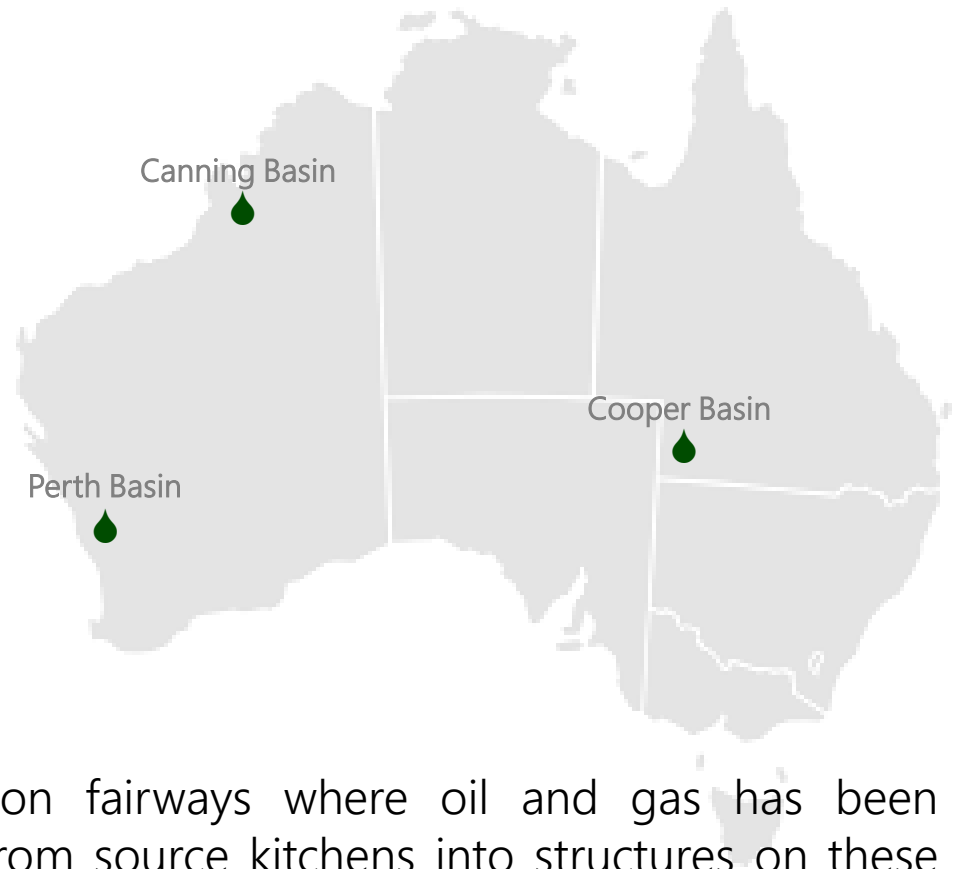 Canning Basin
Cooper Basin
Perth Basin
on fairways where oil and gas has been
from source kitchens into structures on these